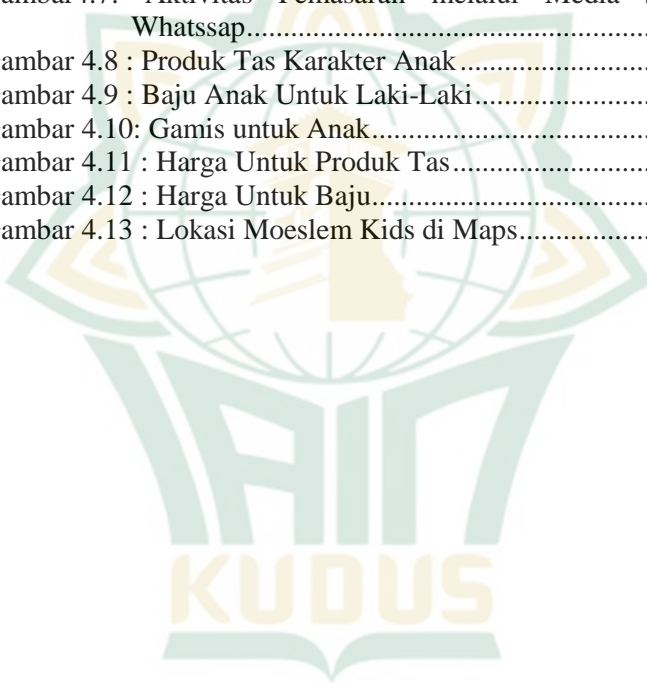 ambar 4.7. Aktivitas Pemasaran melalui Media
Whatssap..........................................................
ambar 4.8 : Produk Tas Karakter Anak............................
ambar 4.9 : Baju Anak Untuk Laki-Laki..........................
ambar 4.10: Gamis untuk Anak........................................
ambar 4.11 : Harga Untuk Produk Tas.............................
ambar 4.12 : Harga Untuk Baju........................................
ambar 4.13 : Lokasi Moeslem Kids di Maps...................
IAIN
KUDUS